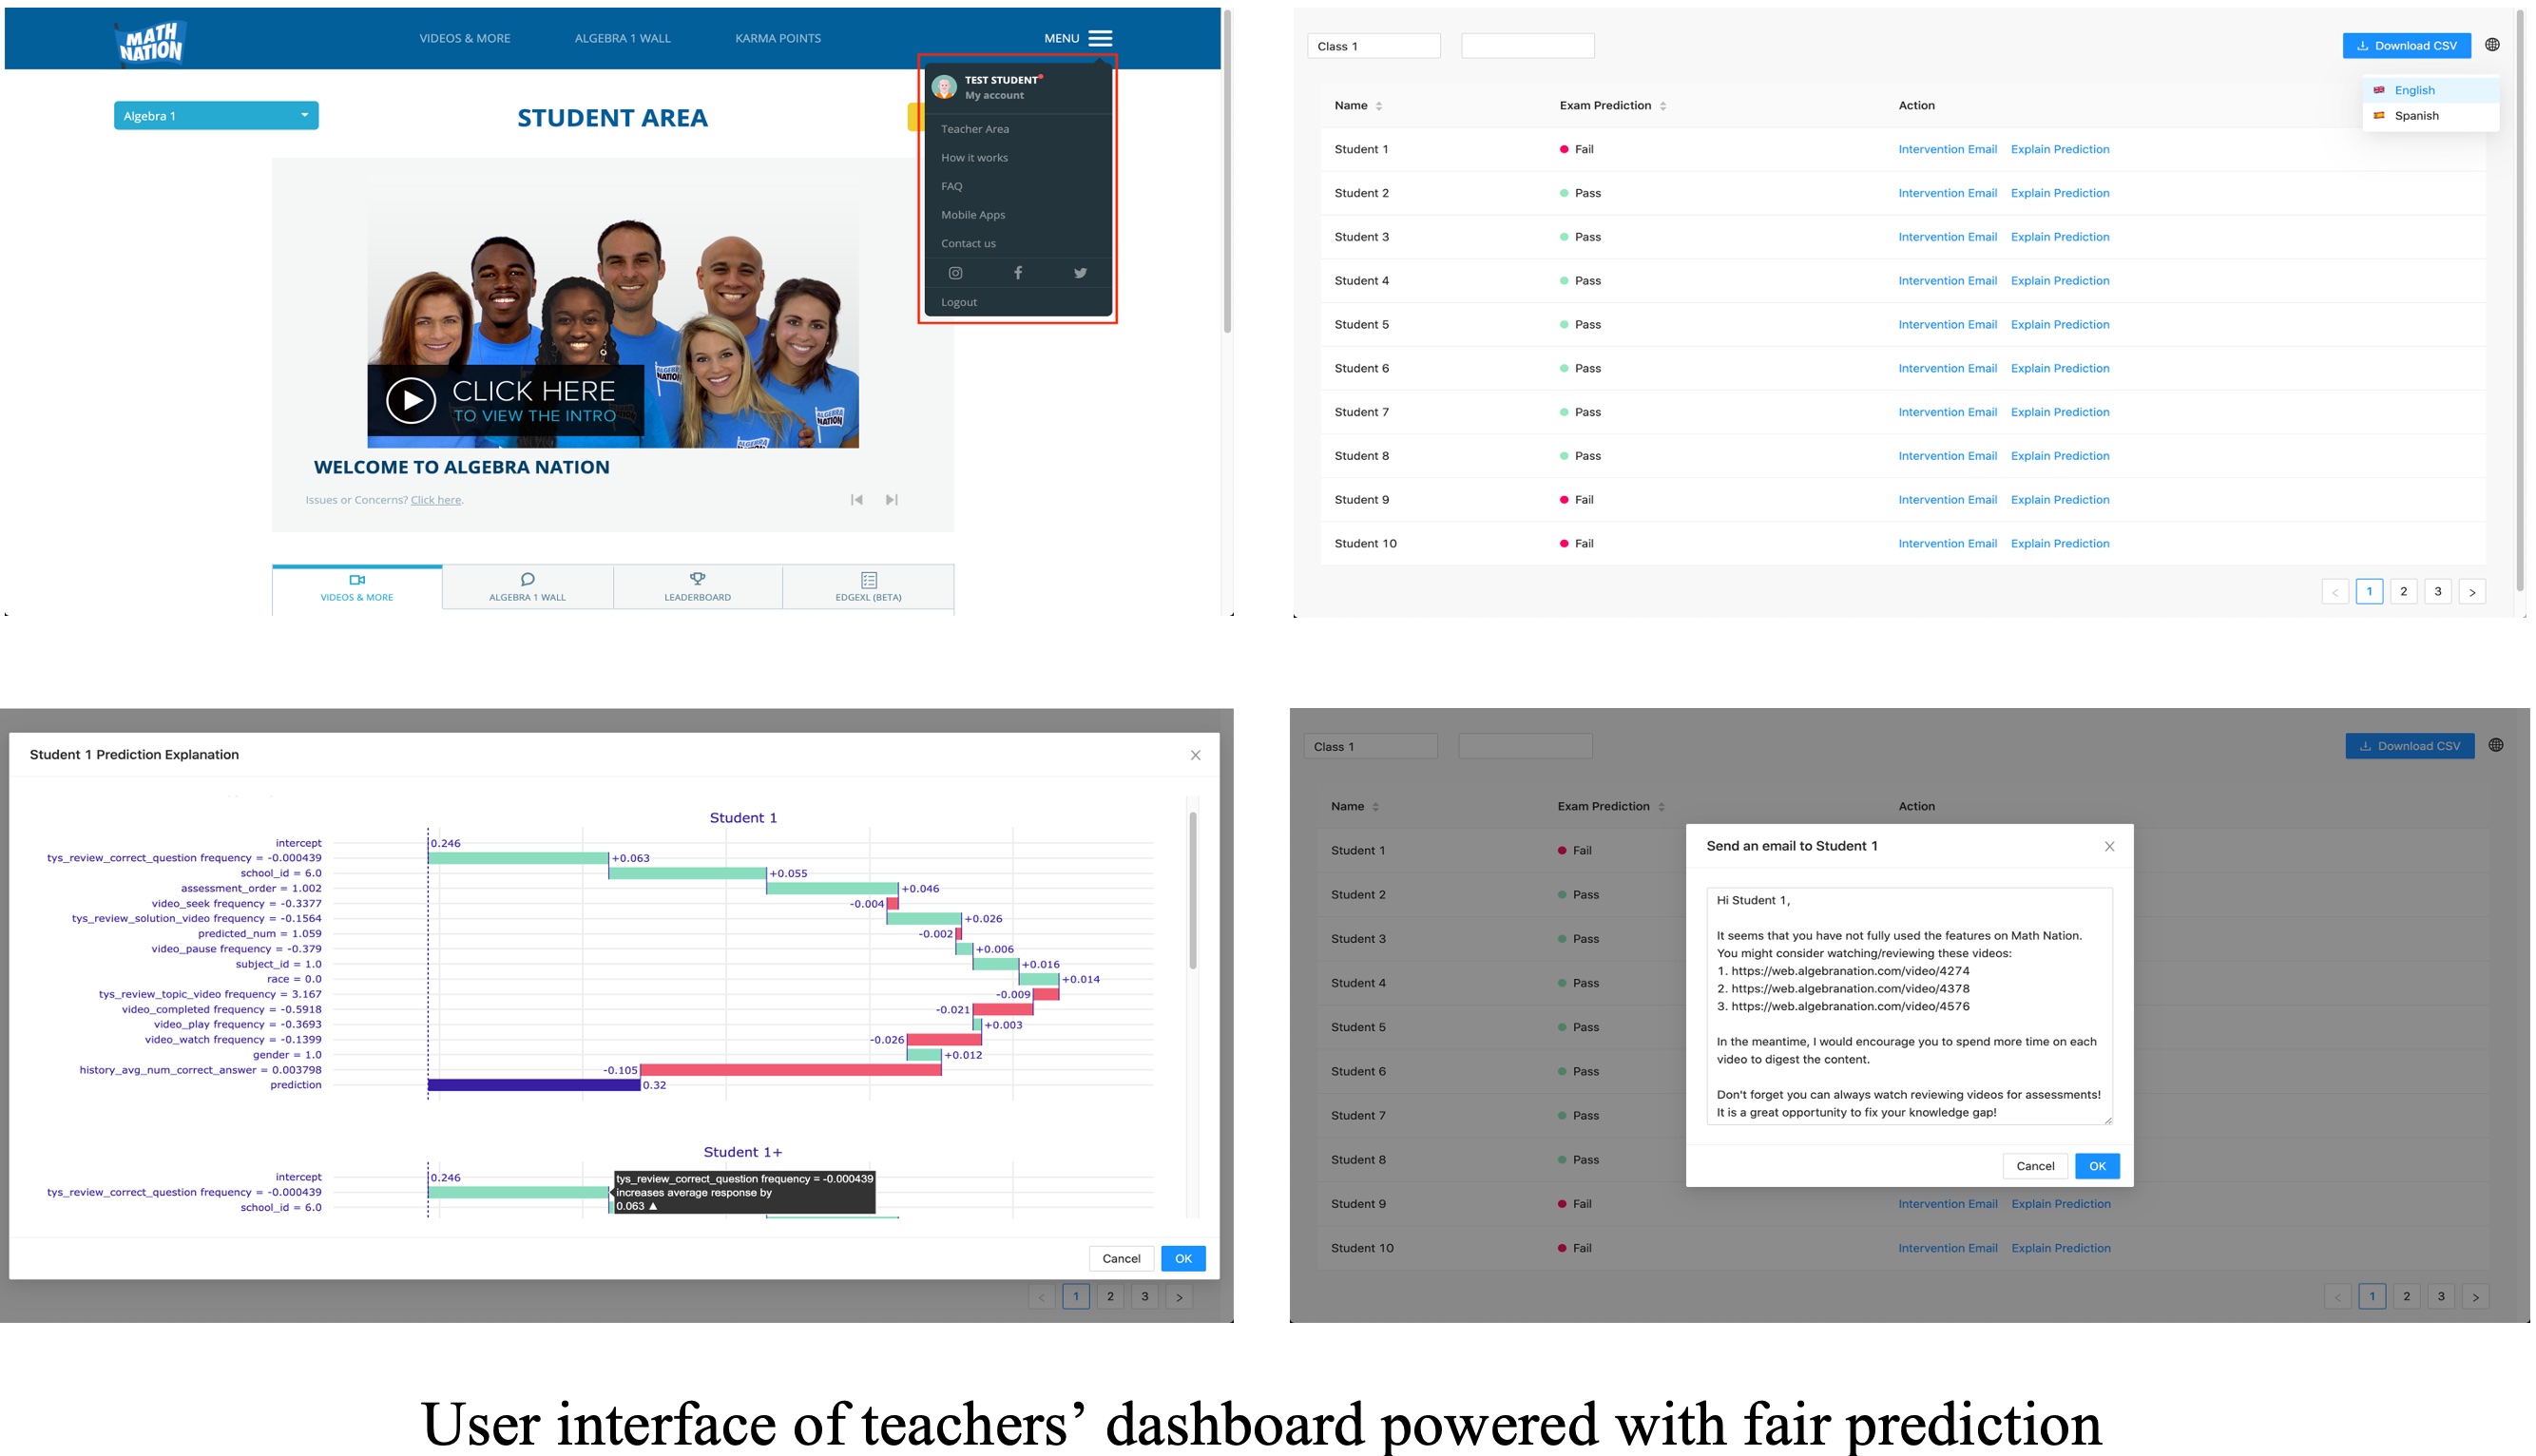 MATH
NATION
VIDEOS & MORE
ALGEBRA 1 WALL
KARMA POINTS
MENU
TEST STUDENT
My account
Teacher Area
How it works
FAQ
Mobile Apps
Contact us
Logout
Algebra 1
STUDENT AREA
CLICK HERE
TO VIEW THE INTRO
ALGEBRA
NATION
WELCOME TO ALGEBRA NATION
Issues or Concerns? Click here.
VIDEOS & MORE
ALGEBRA 1 WALL
LEADERBOARD
EDGEXL (BETA)
Class 1
Download CSV
English
Spanish
Name Exam Prediction Action
Student 1 Fail Intervention Email Explain Prediction
Student 2 Pass Intervention Email Explain Prediction
Student 3 Pass Intervention Email Explain Prediction
Student 4 Pass Intervention Email Explain Prediction
Student 5 Pass Intervention Email Explain Prediction
Student 6 Pass Intervention Email Explain Prediction
Student 7 Pass Intervention Email Explain Prediction
Student 8 Pass Intervention Email Explain Prediction
Student 9 Fail Intervention Email Explain Prediction
Student 10 Fail Intervention Email Explain Prediction
< 1 2 3 >
Student 1 Prediction Explanation
Student 1
intercept 0.246
tys_review_correct_question frequency = -0.000439 +0.063
school_id = 6.0 +0.055
assessment_order = 1.002 +0.046
video_seek frequency = -0.3377 -0.004
tys_review_solution_video frequency = -0.1564 +0.026
predicted_num = 1.059 -0.002
video_pause frequency = -0.379 +0.006
subject_id = 1.0 +0.016
race = 0.0 +0.014
tys_review_topic_video frequency = 3.167 -0.009
video_completed frequency = -0.5918 -0.021
video_play frequency = -0.3693 +0.003
video_watch frequency = -0.1399 -0.026
gender = 1.0 +0.012
history_avg_num_correct_answer = 0.003798 -0.105
prediction 0.32
Student 1+
intercept 0.246
tys_review_correct_question frequency = -0.000439
school_id = 6.0
tys_review_correct_question frequency = -0.000439
increases average response by
0.063 ▲
Cancel OK
< 1 2 3 >
Class 1
Download CSV
Name Exam Prediction Action
Student 1 Fail
Student 2 Pass
Student 3 Pass
Student 4 Pass
Student 5 Pass
Student 6 Pass
Student 7 Pass
Student 8 Pass
Student 9 Fail Intervention Email Explain Prediction
Student 10 Fail Intervention Email Explain Prediction
Send an email to Student 1
Hi Student 1,
It seems that you have not fully used the features on Math Nation.
You might consider watching/reviewing these videos:
1. https://web.algebranation.com/video/4274
2. https://web.algebranation.com/video/4378
3. https://web.algebranation.com/video/4576
In the meantime, I would encourage you to spend more time on each
video to digest the content.
Don't forget you can always watch reviewing videos for assessments!
It is a great opportunity to fix your knowledge gap!
Cancel OK
< 1 2 3 >
User interface of teachers’ dashboard powered with fair prediction